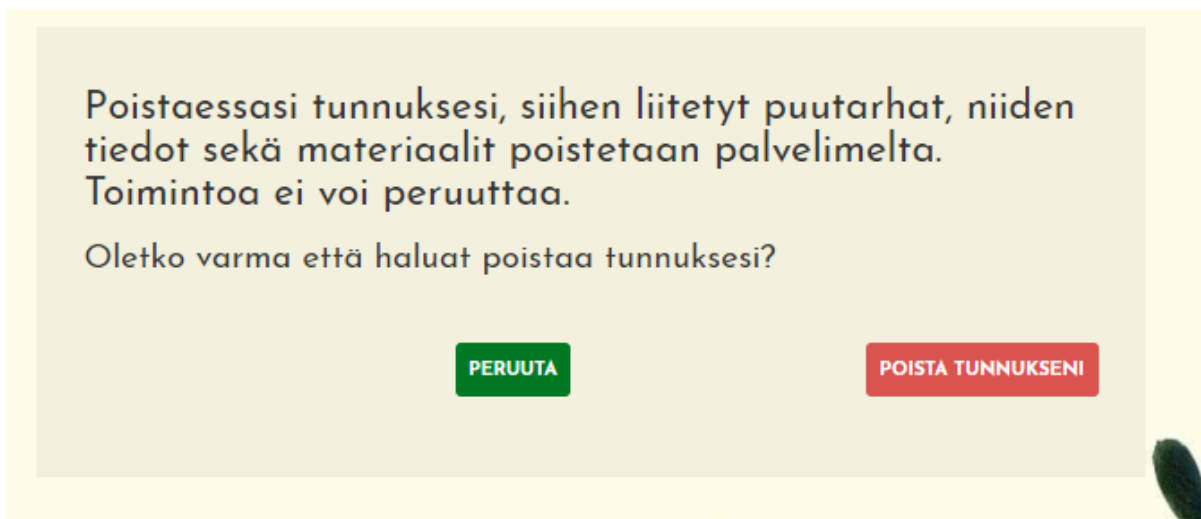 Poistaessasi tunnuksesi, siihen liitetyt puutarhat, niiden
tiedot sekä materiaalit poistetaan palvelimelta.
Toimintoa ei voi peruuttaa.
Oletko varma että haluat poistaa tunnuksesi?
PERUUTA
POISTA TUNNUKSENI